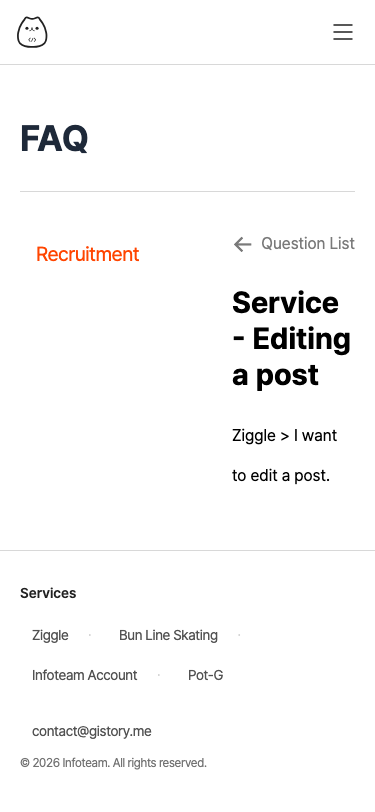 FAQ
Recruitment
Question List
Service
- Editing
a post
Ziggle > I want
to edit a post.
Services
Ziggle ·
Bun Line Skating ·
Infoteam Account ·
Pot-G
contact@gistory.me
© 2026 Infoteam. All rights reserved.